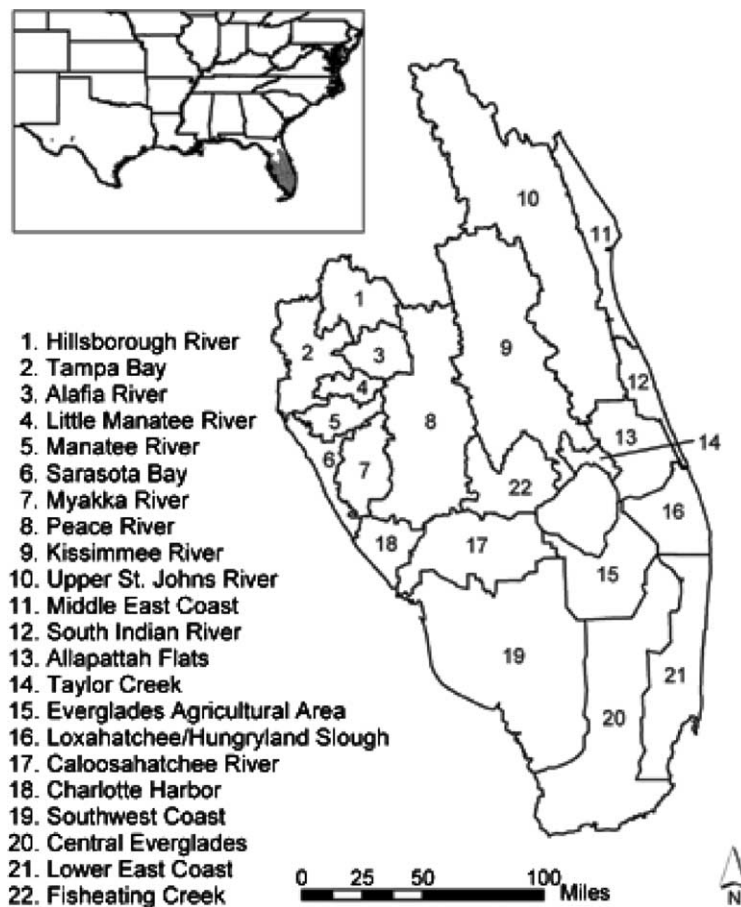 1. Hillsborough River
2. Tampa Bay
3. Alafia River
4. Little Manatee River
5. Manatee River
6. Sarasota Bay
7. Myakka River
8. Peace River
9. Kissimmee River
10. Upper St. Johns River
11. Middle East Coast
12. South Indian River
13. Allapattah Flats
14. Taylor Creek
15. Everglades Agricultural Area
16. Loxahatchee/Hungryland Slough
17. Caloosahatchee River
18. Charlotte Harbor
19. Southwest Coast
20. Central Everglades
21. Lower East Coast
22. Fisheating Creek
10
11
1
2
3
9
12
4
8
13
5
14
6
7
22
16
18
17
15
19
21
20
0 50 100
Miles
N